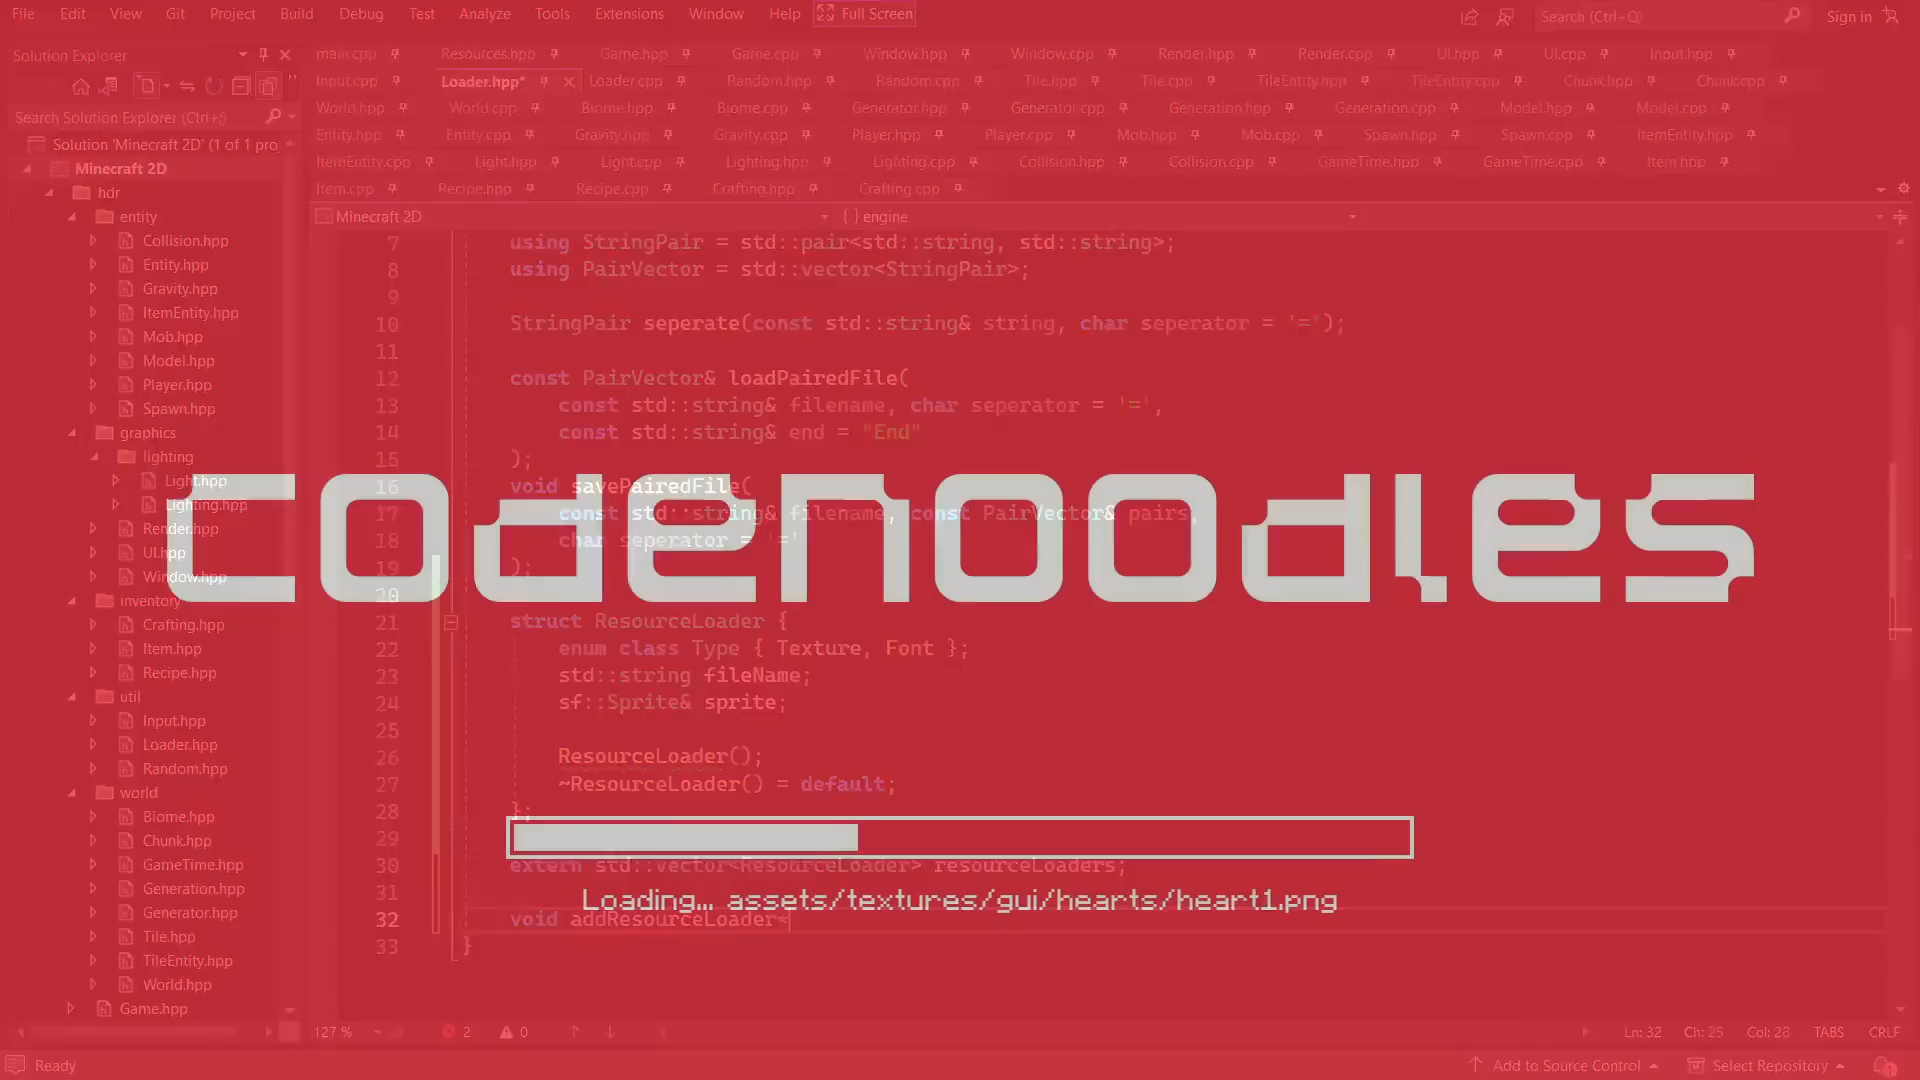 File Edit View Git Project Build Debug Test Analyze Tools Extensions Window Help Full Screen Search (Ctrl+Q) Sign in
Solution Explorer
Search Solution Explorer (Ctrl+;)
Solution 'Minecraft 2D' (1 of 1 proj
Minecraft 2D
hdr
entity
Collision.hpp
Entity.hpp
Gravity.hpp
ItemEntity.hpp
Mob.hpp
Model.hpp
Player.hpp
Spawn.hpp
graphics
lighting
Light.hpp
Lighting.hpp
Render.hpp
UI.hpp
Window.hpp
inventory
Crafting.hpp
Item.hpp
Recipe.hpp
util
Input.hpp
Loader.hpp
Random.hpp
world
Biome.hpp
Chunk.hpp
GameTime.hpp
Generation.hpp
Generator.hpp
Tile.hpp
TileEntity.hpp
World.hpp
Game.hpp
main.cpp Resources.hpp Game.hpp Game.cpp Window.hpp Window.cpp Render.hpp Render.cpp UI.hpp UI.cpp Input.hpp
Input.cpp Loader.hpp* Loader.cpp Random.hpp Random.cpp Tile.hpp Tile.cpp TileEntity.hpp TileEntity.cpp Chunk.hpp Chunk.cpp
World.hpp World.cpp Biome.hpp Biome.cpp Generator.hpp Generator.cpp Generation.hpp Generation.cpp Model.hpp Model.cpp
Entity.hpp Entity.cpp Gravity.hpp Gravity.cpp Player.hpp Player.cpp Mob.hpp Mob.cpp Spawn.hpp Spawn.cpp ItemEntity.hpp
ItemEntity.cpp Light.hpp Light.cpp Lighting.hpp Lighting.cpp Collision.hpp Collision.cpp GameTime.hpp GameTime.cpp Item.hpp
Item.cpp Recipe.hpp Recipe.cpp Crafting.hpp Crafting.cpp
Minecraft 2D { } engine
7 using StringPair = std::pair<std::string, std::string>;
8 using PairVector = std::vector<StringPair>;
9
10 StringPair seperate(const std::string& string, char seperator = '=');
11
12 const PairVector& loadPairedFile(
13 const std::string& filename, char seperator = '=',
14 const std::string& end = "End"
15 );
16 void savePairedFile(
17 const std::string& filename, const PairVector& pairs,
18 char seperator = '='
19 );
20
codenoodles
21 struct ResourceLoader {
22 enum class Type { Texture, Font };
23 std::string fileName;
24 sf::Sprite& sprite;
25
26 ResourceLoader();
27 ~ResourceLoader() = default;
28 };
29
30 extern std::vector<ResourceLoader> resourceLoaders;
31
Loading... assets/textures/gui/hearts/heart1.png
32 void addResourceLoader*
33 }
127 % 2 0 Ln: 32 Ch: 25 Col: 28 TABS CRLF
Ready Add to Source Control Select Repository 1